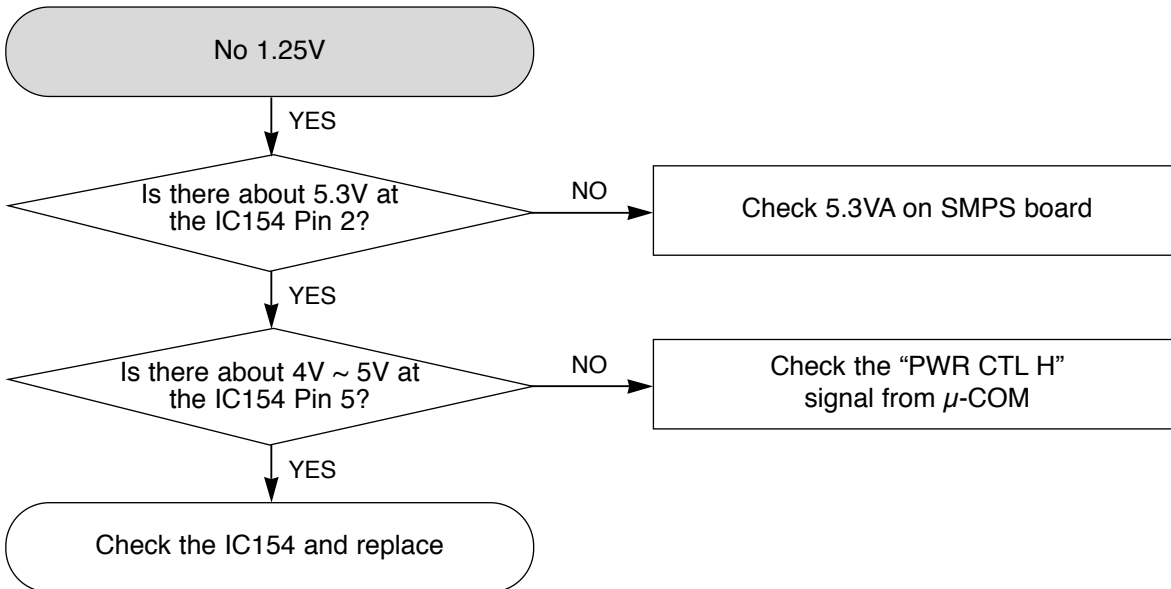 No 1.25V
YES
Is there about 5.3V at
the IC154 Pin 2?
NO
Check 5.3VA on SMPS board
YES
Is there about 4V ~ 5V at
the IC154 Pin 5?
NO
Check the “PWR CTL H”
signal from µ-COM
YES
Check the IC154 and replace